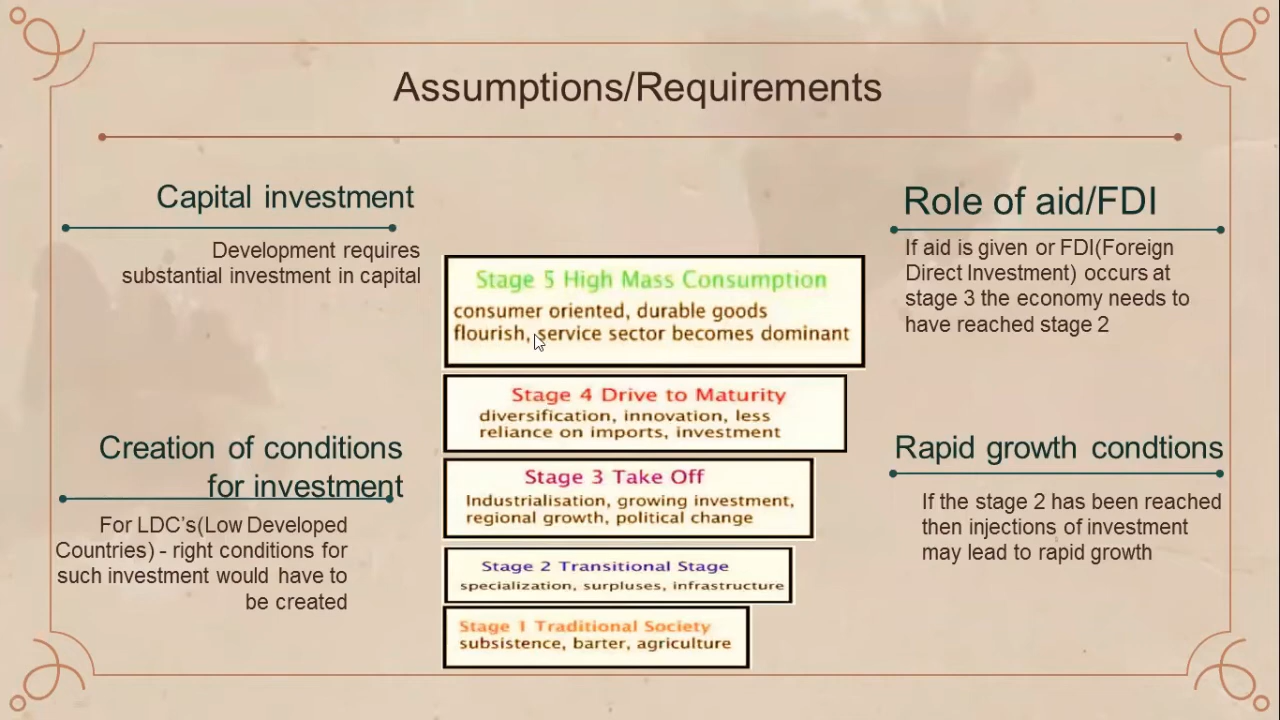 Assumptions/Requirements
Capital investment
Development requires
substantial investment in capital
Creation of conditions
for investment
For LDC's(Low Developed
Countries) - right conditions for
such investment would have to
be created
Stage 5 High Mass Consumption
consumer oriented, durable goods
flourish, service sector becomes dominant
Stage 4 Drive to Maturity
diversification, innovation, less
reliance on imports, investment
Stage 3 Take Off
Industrialisation, growing investment,
regional growth, political change
Stage 2 Transitional Stage
specialization, surpluses, infrastructure
Stage 1 Traditional Society
subsistence, barter, agriculture
Role of aid/FDI
If aid is given or FDI(Foreign
Direct Investment) occurs at
stage 3 the economy needs to
have reached stage 2
Rapid growth condtions
If the stage 2 has been reached
then injections of investment
may lead to rapid growth